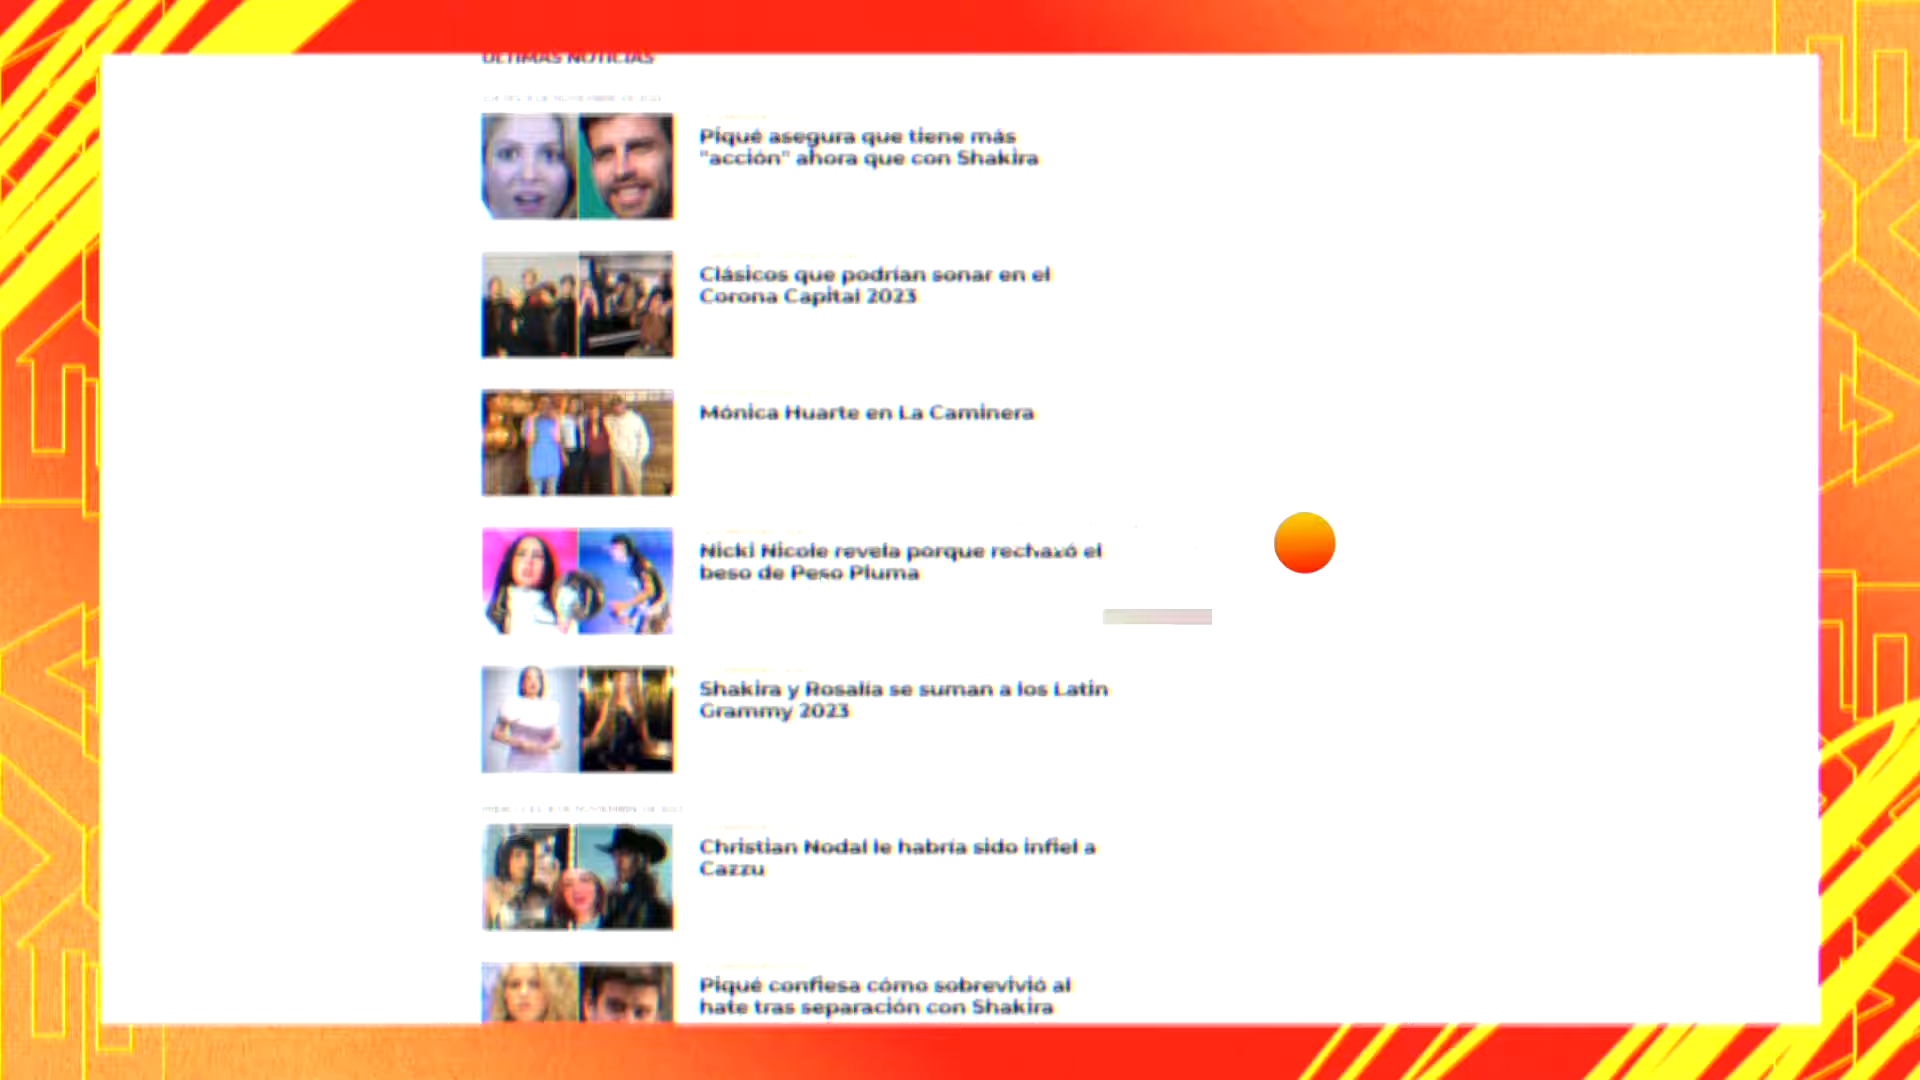 ÚLTIMAS NOTICIAS
Piqué asegura que tiene más
"acción" ahora que con Shakira
Clásicos que podrían sonar en el
Corona Capital 2023
Mónica Huarte en La Caminera
Nicki Nicole revela porque rechazó el
beso de Peso Pluma
Shakira y Rosalía se suman a los Latin
Grammy 2023
Christian Nodal le habría sido infiel a
Cazzu
Piqué confiesa cómo sobrevivió al
hate tras separación con Shakira